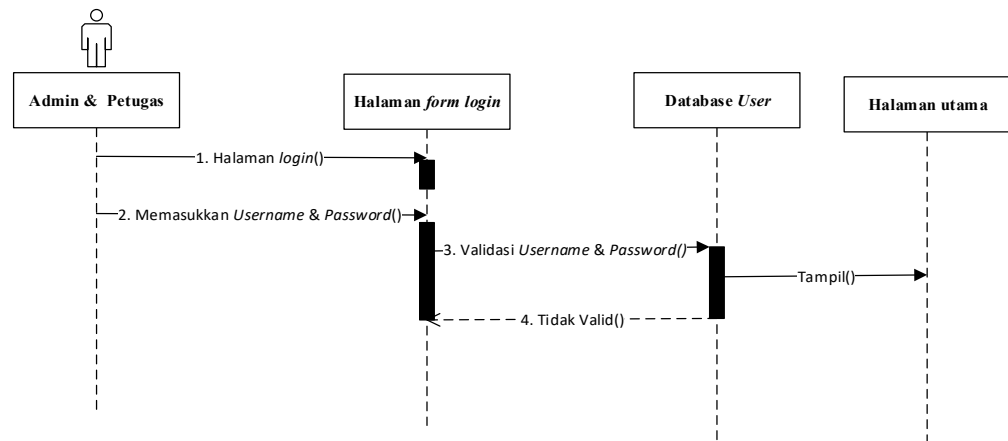 Admin & Petugas
Halaman form login
Database User
Halaman utama
1. Halaman login()
2. Memasukkan Username & Password()
3. Validasi Username & Password()
Tampil()
4. Tidak Valid()